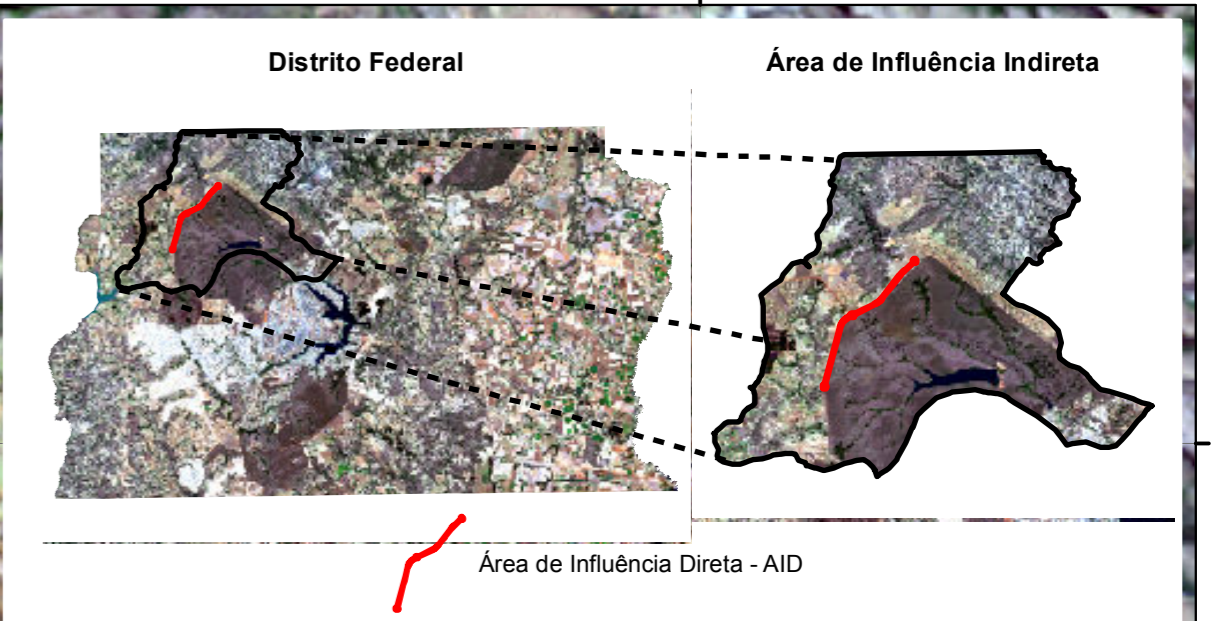 Distrito Federal
Área de Influência Indireta
Área de Influência Direta - AID